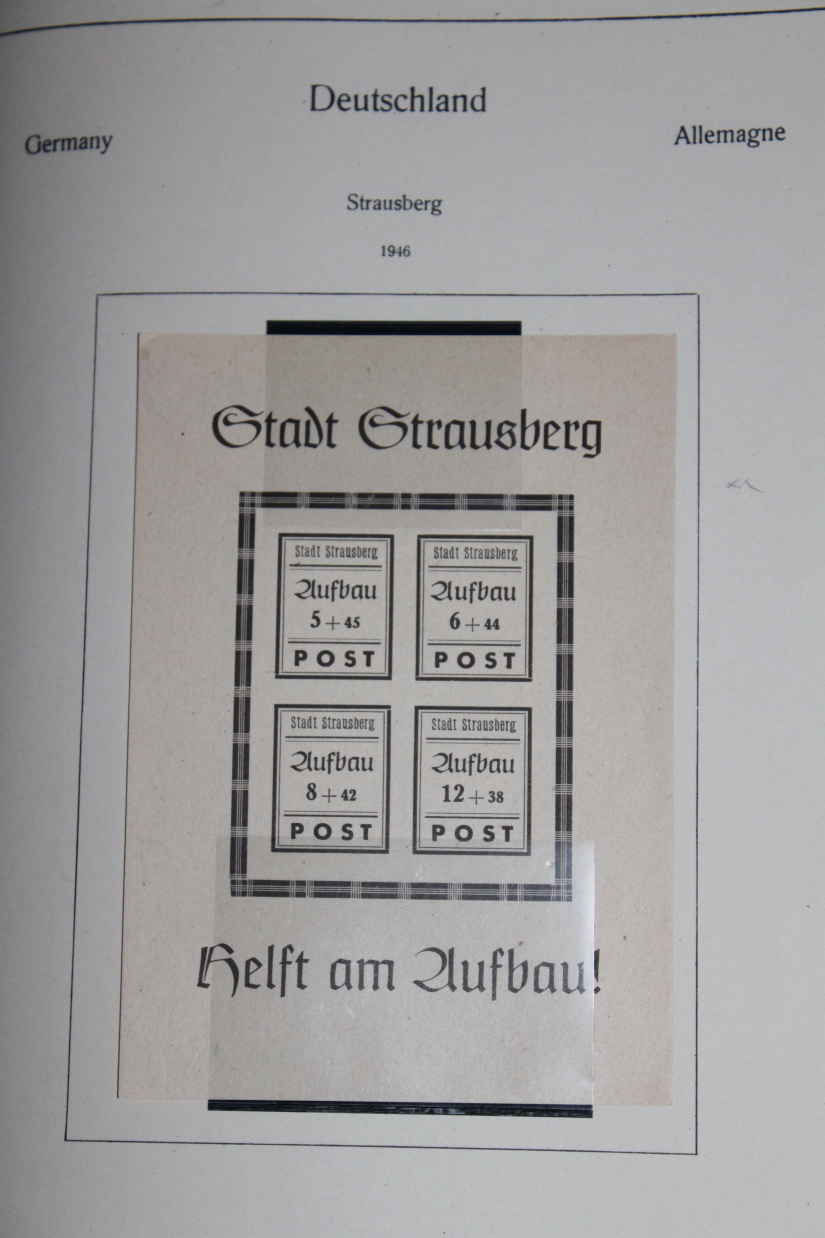 Deutschland
Germany
Allemagne
Strausberg
1946
Stadt Strausberg
Stadt Strausberg
Aufbau
5 + 45
POST
Stadt Strausberg
Aufbau
6 + 44
POST
Stadt Strausberg
Aufbau
8 + 42
POST
Stadt Strausberg
Aufbau
12 + 38
POST
Helft am Aufbau!